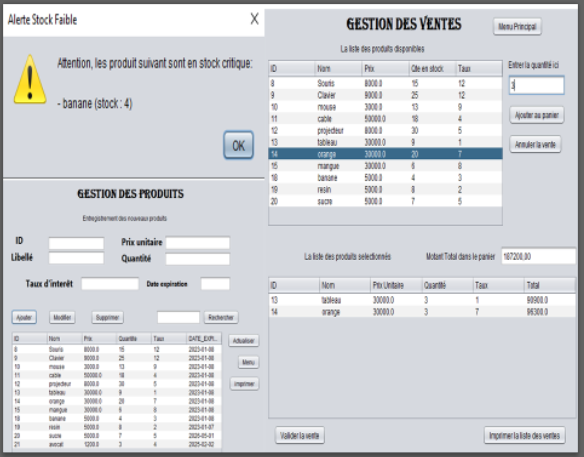 Alerte Stock Faible
X
Attention, les produit suivant sont en stock critique:
- banane (stock : 4)
OK
GESTION DES PRODUITS
Entregistrement des nouveaux produits
ID
Prix unitaire
Libellé
Quantité
Taux d'interêt
Date expiration
Ajouter
Modifier
Supprimer
Rechercher
ID Nom Prix Quantite Taux DATE_EXPI...
8 Souris 8000.0 15 12 2023-01-08
9 Clavier 9000.0 25 12 2023-01-08
10 mouse 3000.0 13 9 2023-01-08
11 cable 50000.0 18 4 2023-01-08
12 projecteur 8000.0 30 5 2023-01-08
13 tableau 30000.0 9 1 2023-01-08
14 orange 30000.0 20 7 2023-01-08
15 mangue 30000.0 6 8 2023-01-08
18 banane 5000.0 4 3 2023-01-08
19 resin 5000.0 8 2 2023-01-07
20 sucre 5000.0 7 5 2026-05-01
21 avocat 1200.0 3 4 2025-02-02
Actualiser
Menu
Imprimer
GESTION DES VENTES
Menu Principal
La liste des produits disponibles
ID Nom Prix Qte en stock Taux
8 Souris 8000.0 15 12
9 Clavier 9000.0 25 12
10 mouse 3000.0 13 9
11 cable 50000.0 18 4
12 projecteur 8000.0 30 5
13 tableau 30000.0 9 1
14 orange 30000.0 20 7
15 mangue 30000.0 6 8
18 banane 5000.0 4 3
19 resin 5000.0 8 2
20 sucre 5000.0 7 5
Enter la quantité ici
3
Ajouter au panier
Annuler la vente
La liste des produits selectionnés
Motant Total dans le panier
187200,00
ID Nom Prix Unitaire Quantité Taux Total
13 tableau 30000.0 3 1 90900.0
14 orange 30000.0 3 7 96300.0
Valider la vente
Imprimer la liste des ventes